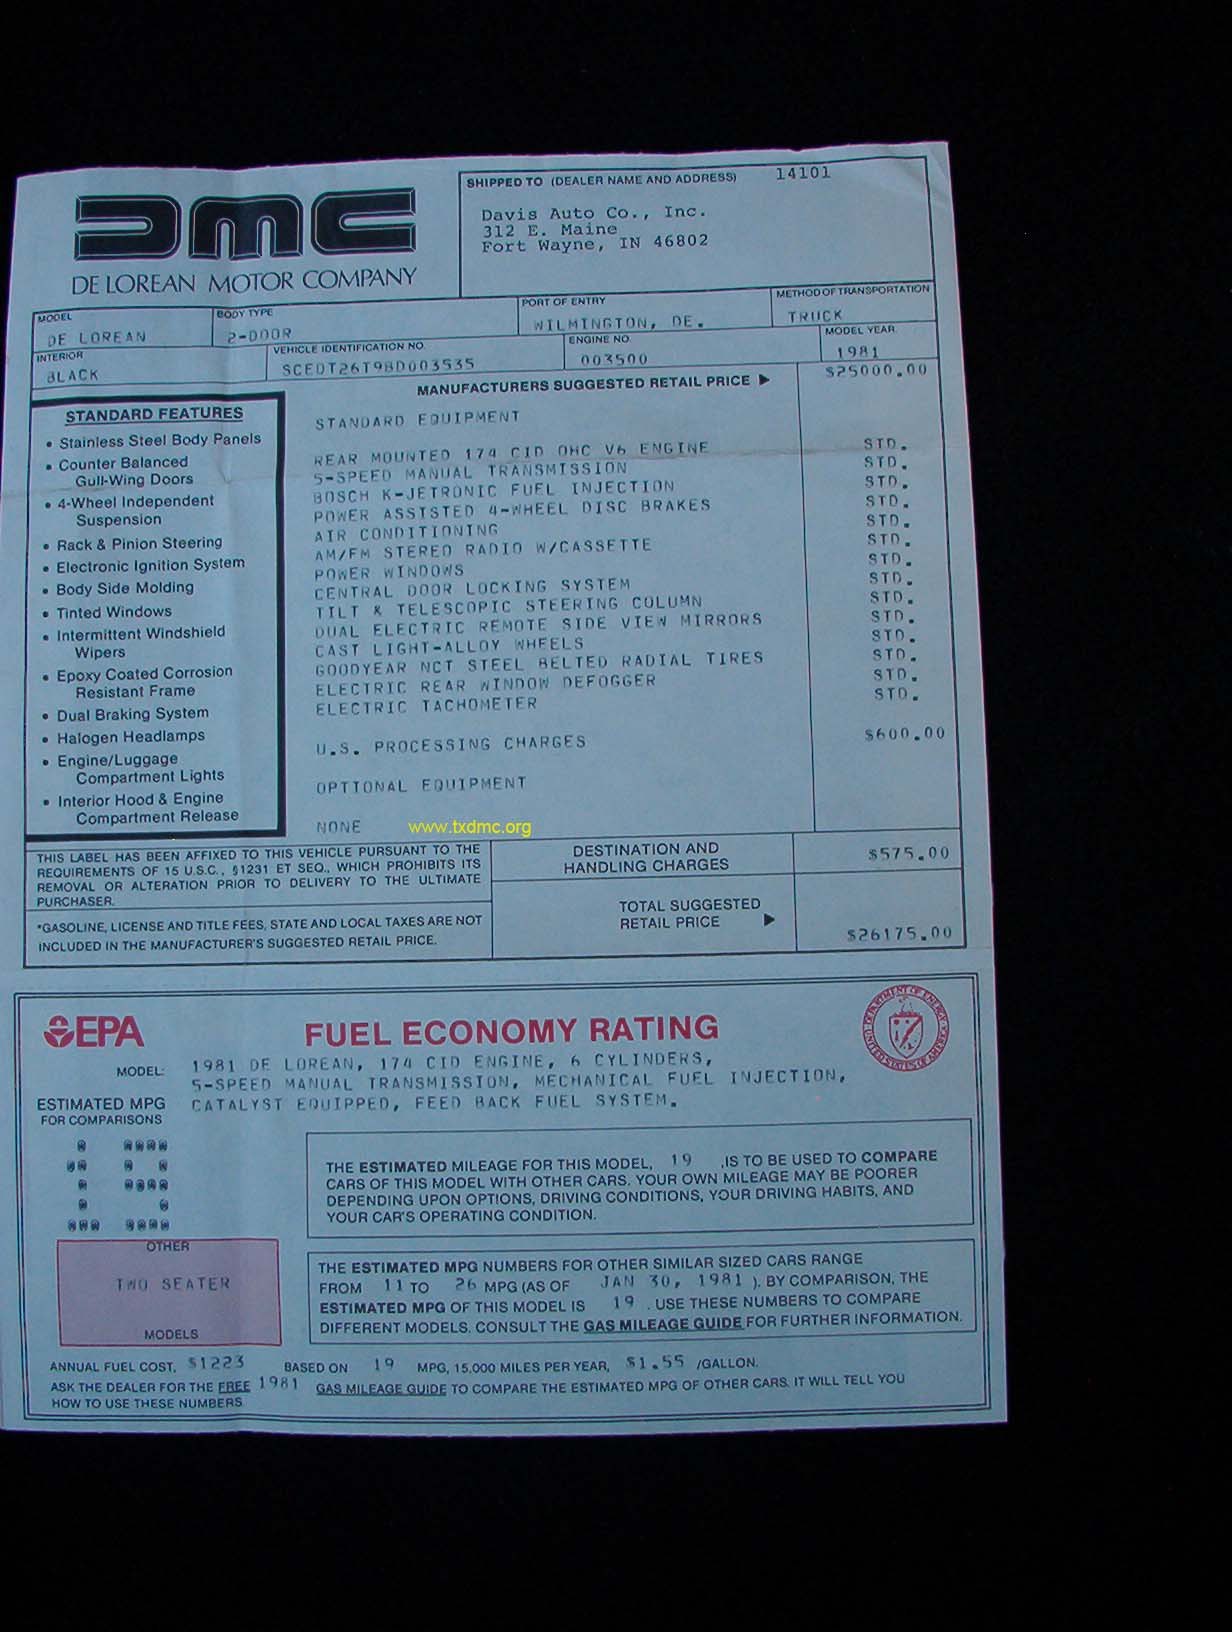 DMC
DE LOREAN MOTOR COMPANY
SHIPPED TO (DEALER NAME AND ADDRESS) 14101
Davis Auto Co., Inc.
312 E. Maine
Fort Wayne, IN 46802
MODEL
DE LOREAN
BODY TYPE
2-DOOR
PORT OF ENTRY
WILMINGTON, DE.
METHOD OF TRANSPORTATION
TRUCK
INTERIOR
BLACK
VEHICLE IDENTIFICATION NO.
SCEDT26T9BD003535
ENGINE NO.
003500
MODEL YEAR
1981
MANUFACTURERS SUGGESTED RETAIL PRICE ▶ $25000.00
STANDARD FEATURES
• Stainless Steel Body Panels
• Counter Balanced
Gull-Wing Doors
• 4-Wheel Independent
Suspension
• Rack & Pinion Steering
• Electronic Ignition System
• Body Side Molding
• Tinted Windows
• Intermittent Windshield
Wipers
• Epoxy Coated Corrosion
Resistant Frame
• Dual Braking System
• Halogen Headlamps
• Engine/Luggage
Compartment Lights
• Interior Hood & Engine
Compartment Release
STANDARD EQUIPMENT
REAR MOUNTED 174 CID OHC V6 ENGINE STD.
5-SPEED MANUAL TRANSMISSION STD.
BOSCH K-JETRONIC FUEL INJECTION STD.
POWER ASSISTED 4-WHEEL DISC BRAKES STD.
AIR CONDITIONING STD.
AM/FM STEREO RADIO W/CASSETTE STD.
POWER WINDOWS STD.
CENTRAL DOOR LOCKING SYSTEM STD.
TILT & TELESCOPIC STEERING COLUMN STD.
DUAL ELECTRIC REMOTE SIDE VIEW MIRRORS STD.
CAST LIGHT-ALLOY WHEELS STD.
GOODYEAR NCT STEEL BELTED RADIAL TIRES STD.
ELECTRIC REAR WINDOW DEFOGGER STD.
ELECTRIC TACHOMETER STD.
U.S. PROCESSING CHARGES $600.00
OPTIONAL EQUIPMENT
NONE
www.txdmc.org
THIS LABEL HAS BEEN AFFIXED TO THIS VEHICLE PURSUANT TO THE
REQUIREMENTS OF 15 U.S.C., §1231 ET SEQ., WHICH PROHIBITS ITS
REMOVAL OR ALTERATION PRIOR TO DELIVERY TO THE ULTIMATE
PURCHASER.
*GASOLINE, LICENSE AND TITLE FEES, STATE AND LOCAL TAXES ARE NOT
INCLUDED IN THE MANUFACTURER'S SUGGESTED RETAIL PRICE.
DESTINATION AND
HANDLING CHARGES $575.00
TOTAL SUGGESTED
RETAIL PRICE ▶ $26175.00
EPA
FUEL ECONOMY RATING
DEPARTMENT OF ENERGY
UNITED STATES OF AMERICA
MODEL: 1981 DE LOREAN, 174 CID ENGINE, 6 CYLINDERS,
5-SPEED MANUAL TRANSMISSION, MECHANICAL FUEL INJECTION,
CATALYST EQUIPPED, FEED BACK FUEL SYSTEM.
ESTIMATED MPG
FOR COMPARISONS
19
OTHER
TWO SEATER
MODELS
THE ESTIMATED MILEAGE FOR THIS MODEL, 19 ,IS TO BE USED TO COMPARE
CARS OF THIS MODEL WITH OTHER CARS. YOUR OWN MILEAGE MAY BE POORER
DEPENDING UPON OPTIONS, DRIVING CONDITIONS, YOUR DRIVING HABITS, AND
YOUR CAR'S OPERATING CONDITION.
THE ESTIMATED MPG NUMBERS FOR OTHER SIMILAR SIZED CARS RANGE
FROM 11 TO 26 MPG (AS OF JAN 30, 1981 ). BY COMPARISON, THE
ESTIMATED MPG OF THIS MODEL IS 19 . USE THESE NUMBERS TO COMPARE
DIFFERENT MODELS. CONSULT THE GAS MILEAGE GUIDE FOR FURTHER INFORMATION.
ANNUAL FUEL COST, $1223 BASED ON 19 MPG, 15,000 MILES PER YEAR, $1.55 /GALLON.
ASK THE DEALER FOR THE FREE 1981 GAS MILEAGE GUIDE TO COMPARE THE ESTIMATED MPG OF OTHER CARS. IT WILL TELL YOU
HOW TO USE THESE NUMBERS